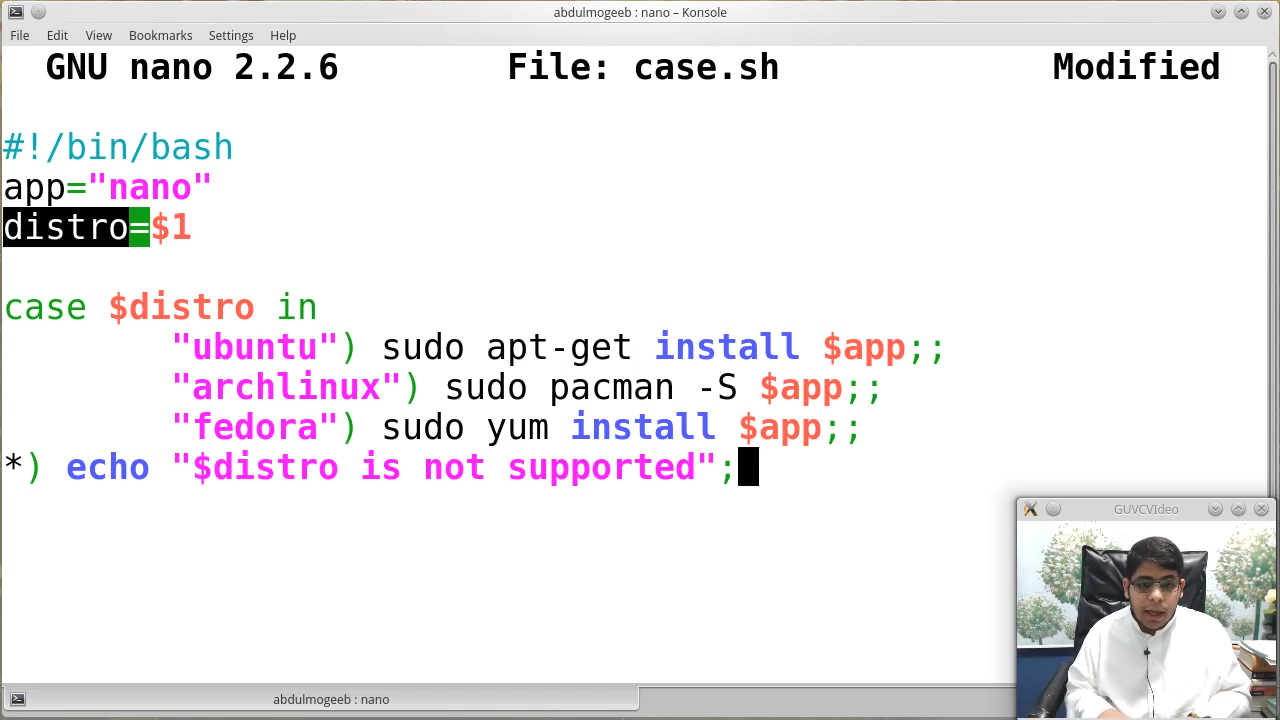 abdulmogeeb : nano – Konsole
File Edit View Bookmarks Settings Help
GNU nano 2.2.6 File: case.sh Modified
#!/bin/bash
app="nano"
distro=$1
case $distro in
"ubuntu") sudo apt-get install $app;;
"archlinux") sudo pacman -S $app;;
"fedora") sudo yum install $app;;
*) echo "$distro is not supported";
GUVCVIdeo
abdulmogeeb : nano